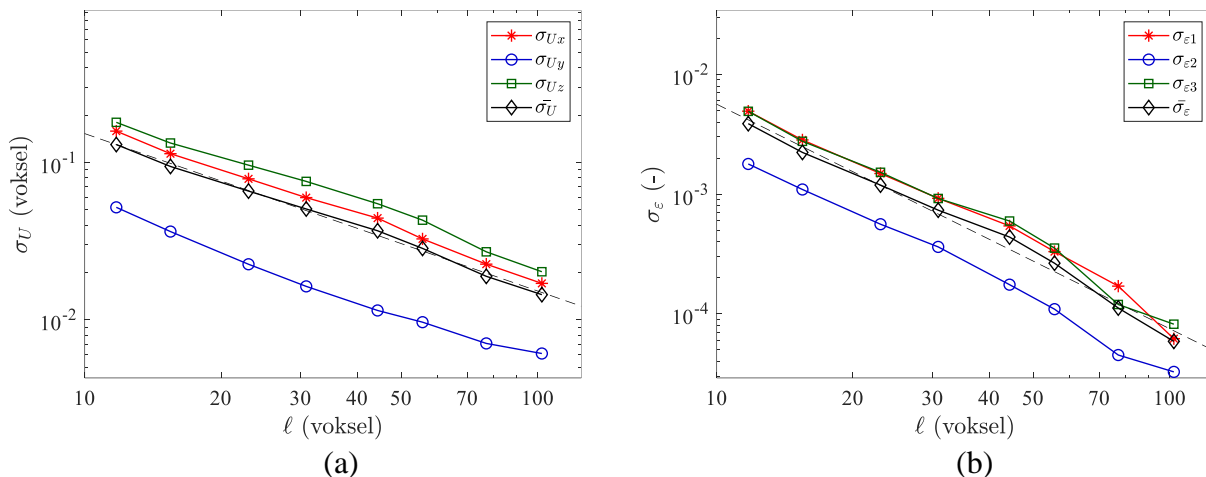 σ_Ux
σ_Uy
σ_Uz
σ̄_U
10^-1
10^-2
σ_U (voksel)
10 20 30 40 50 70 100
ℓ (voksel)
(a)
σ_ε1
σ_ε2
σ_ε3
σ̄_ε
10^-2
10^-3
10^-4
σ_ε (-)
10 20 30 40 50 70 100
ℓ (voksel)
(b)